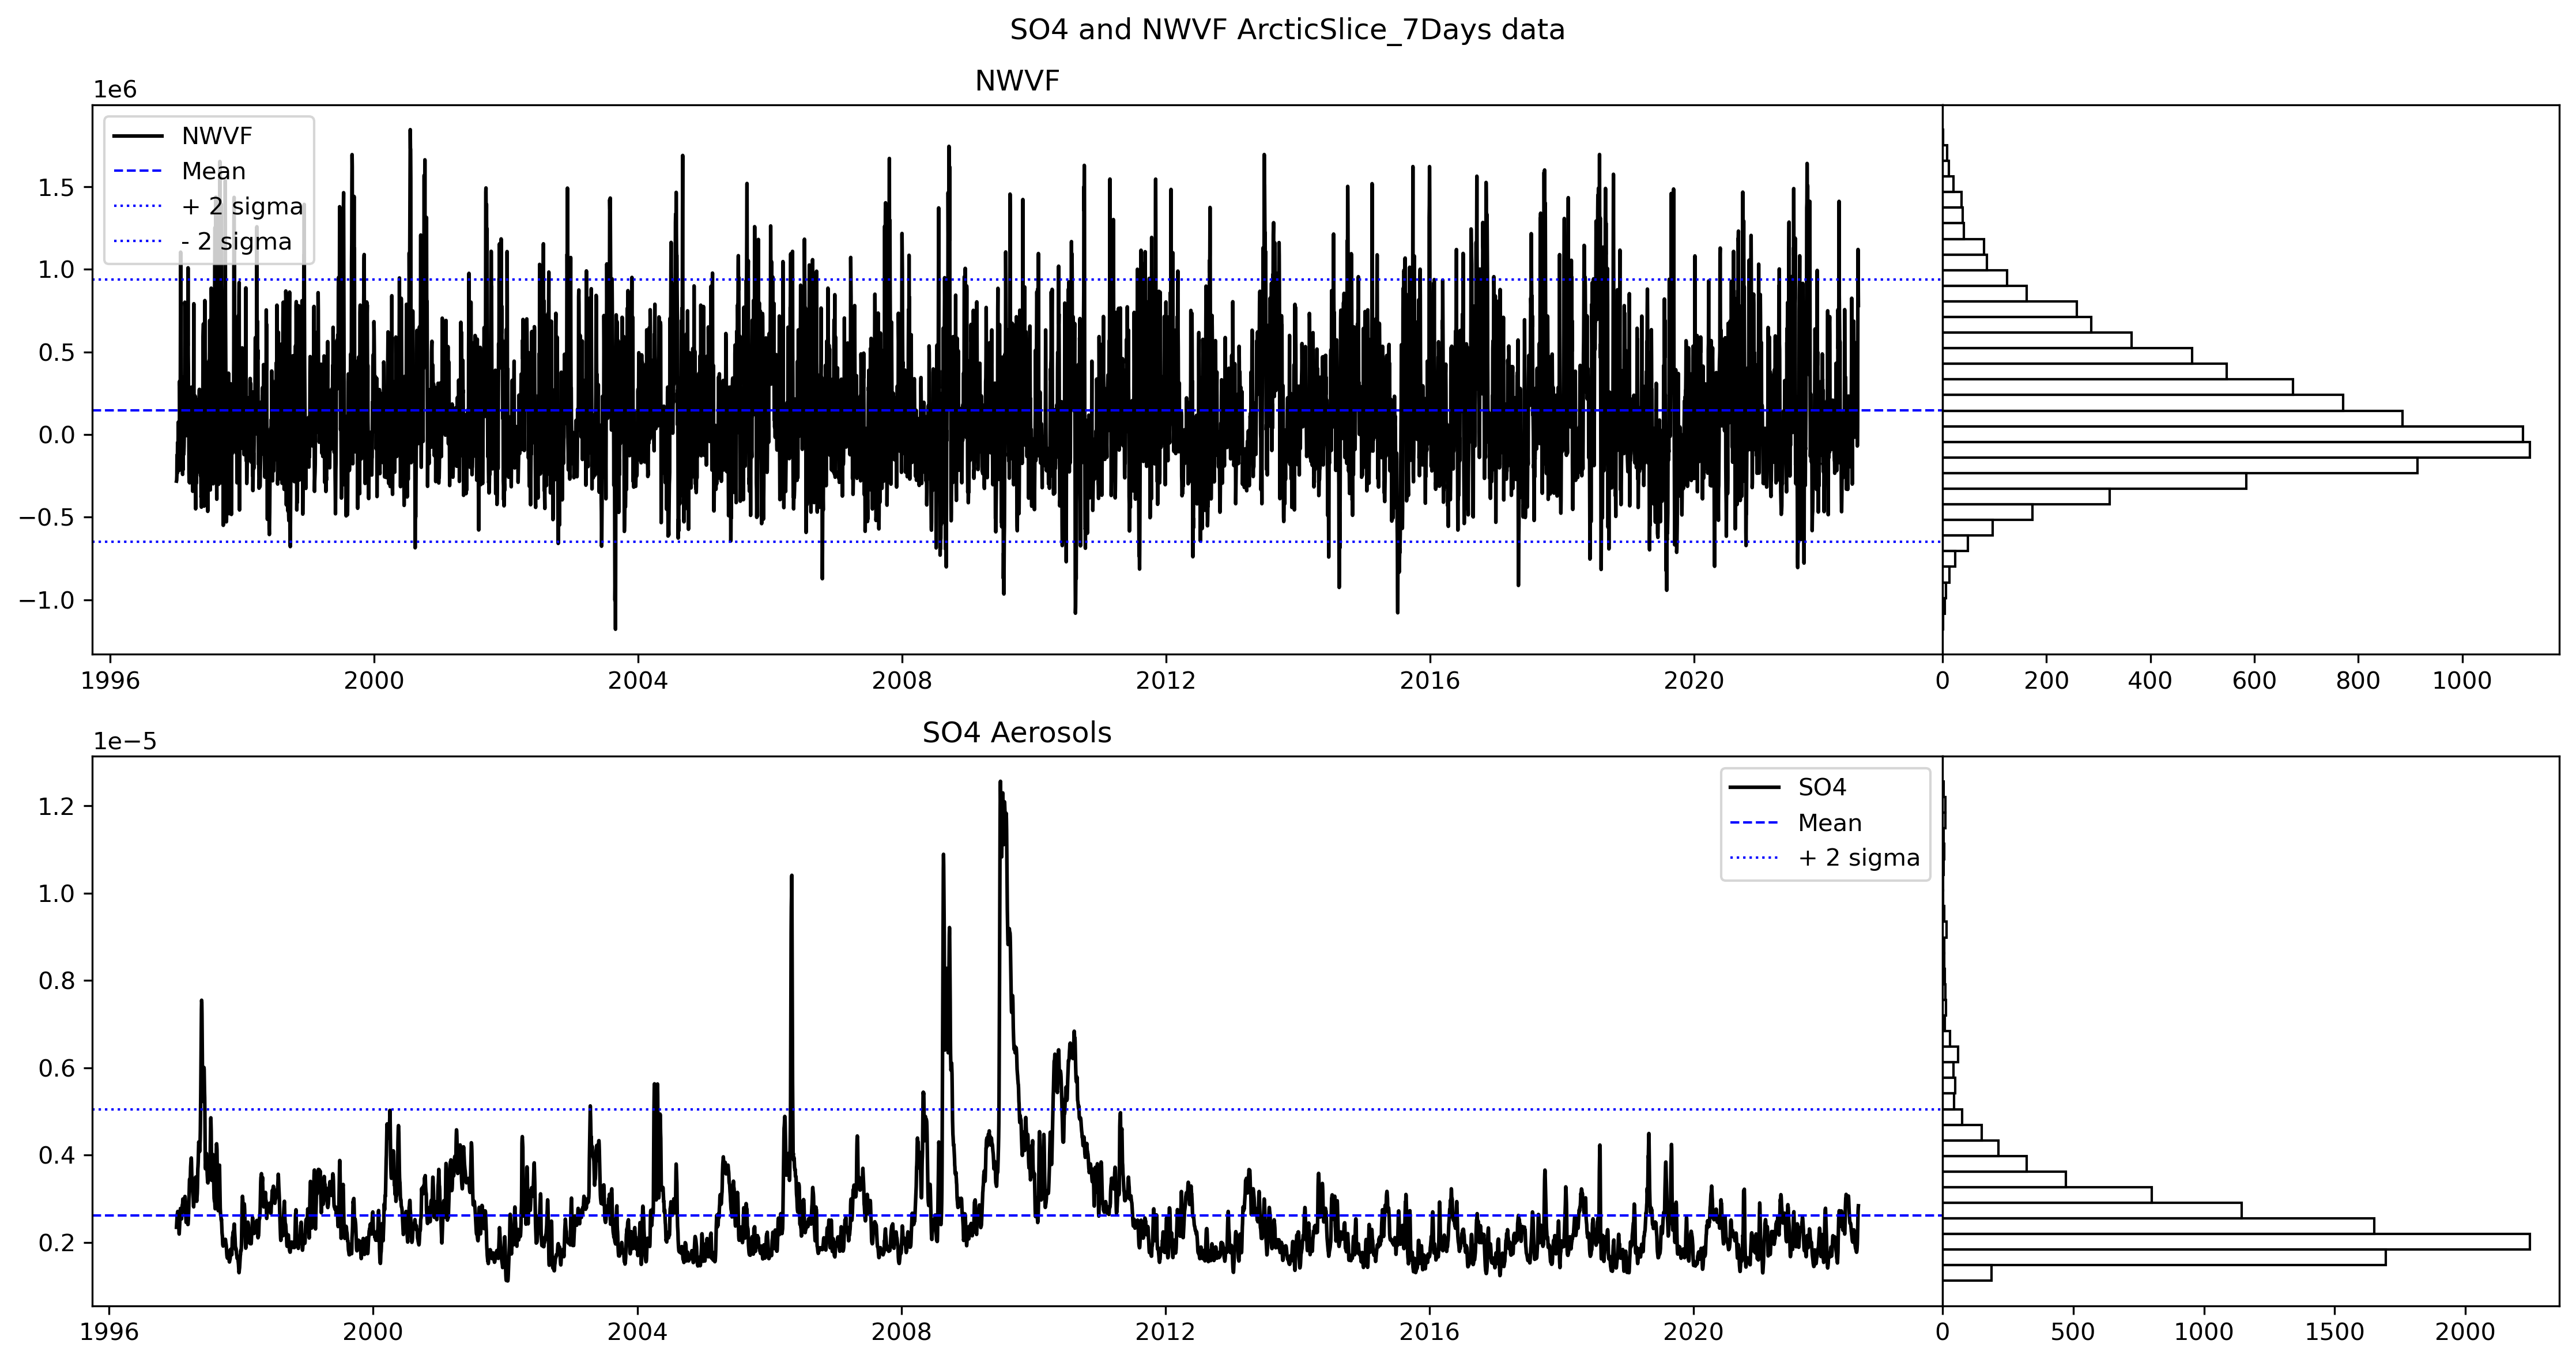 SO4 and NWVF ArcticSlice_7Days data
NWVF
1e6
NWVF
Mean
+ 2 sigma
- 2 sigma
1.5
1.0
0.5
0.0
−0.5
−1.0
1996 2000 2004 2008 2012 2016 2020
0 200 400 600 800 1000
SO4 Aerosols
1e−5
SO4
Mean
+ 2 sigma
1.2
1.0
0.8
0.6
0.4
0.2
1996 2000 2004 2008 2012 2016 2020
0 500 1000 1500 2000